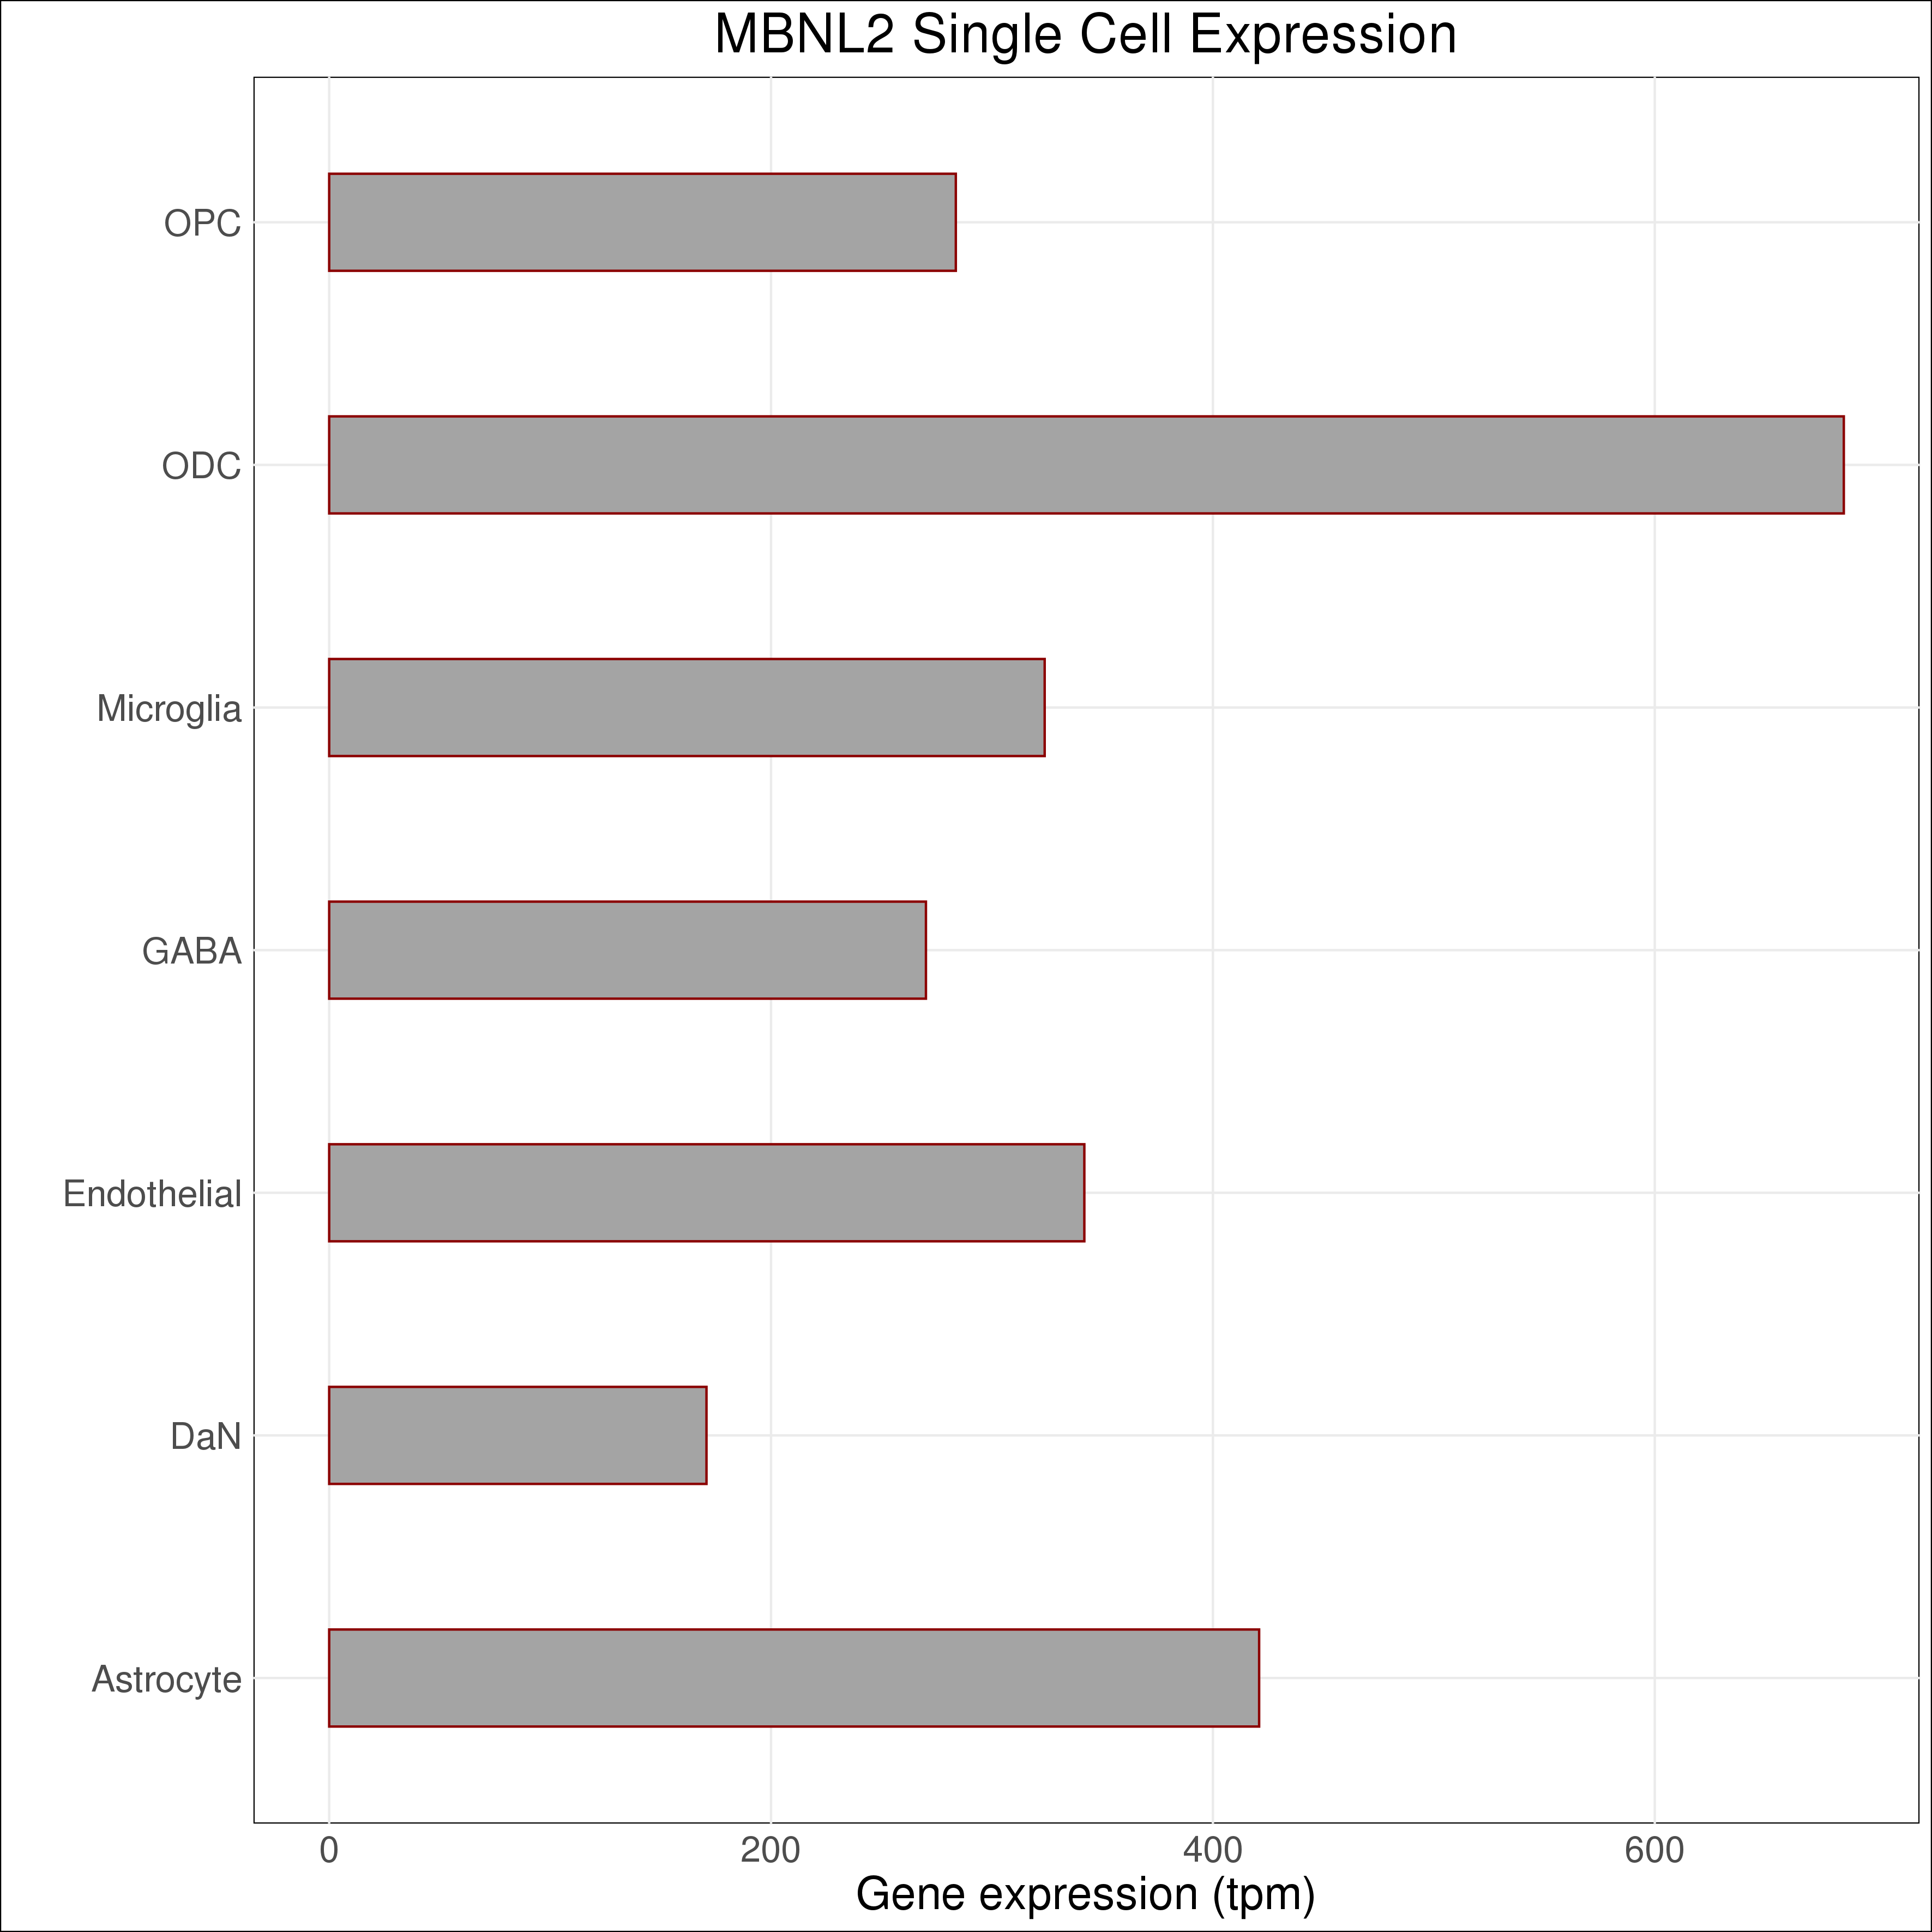 MBNL2 Single Cell Expression
OPC
ODC
Microglia
GABA
Endothelial
DaN
Astrocyte
0 200 400 600
Gene expression (tpm)